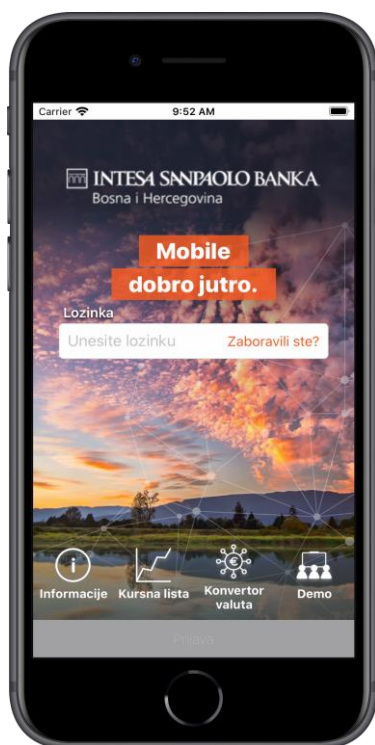 Carrier 9:52 AM
INTESA SANPAOLO BANKA
Bosna i Hercegovina
Mobile
dobro jutro.
Lozinka
Unesite lozinku Zaboravili ste?
Informacije Kursna lista Konvertor valuta Demo
Prijava